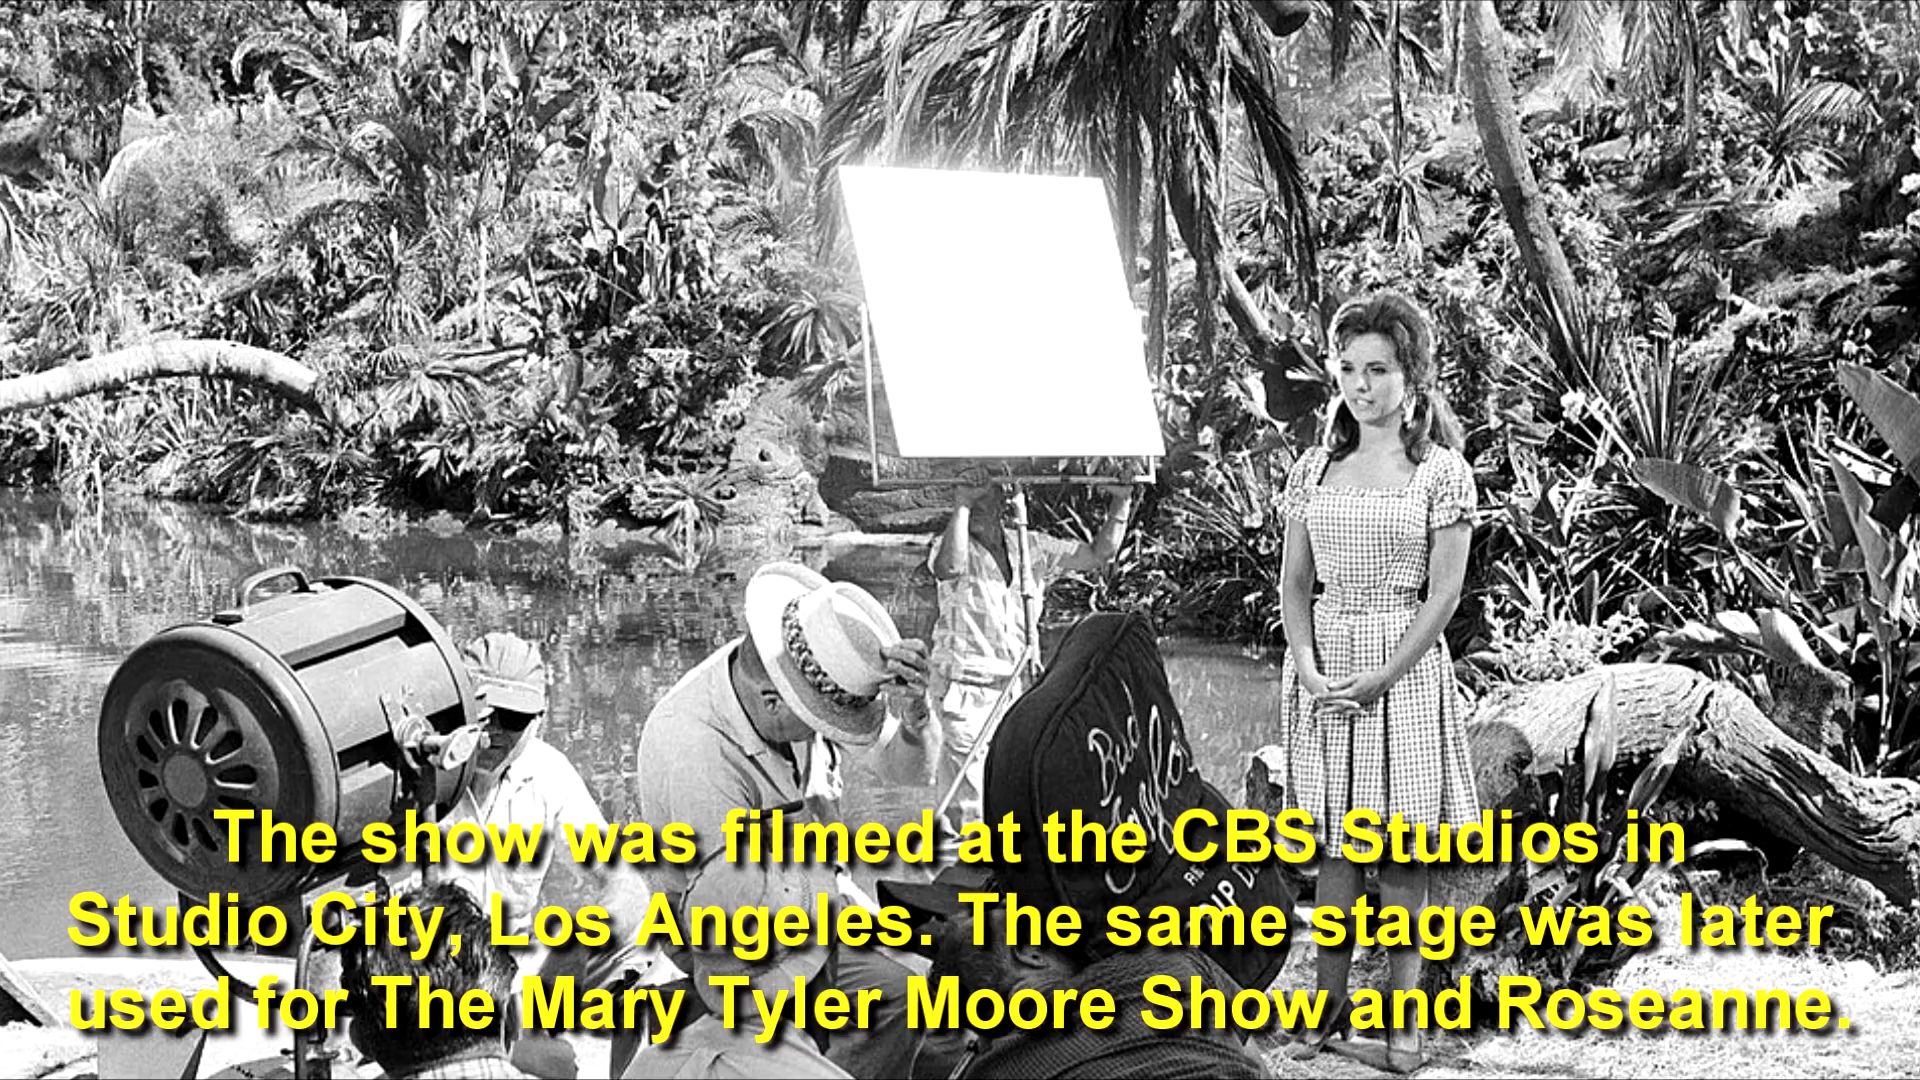 Bud
The show was filmed at the CBS Studios in
Studio City, Los Angeles. The same stage was later
used for The Mary Tyler Moore Show and Roseanne.